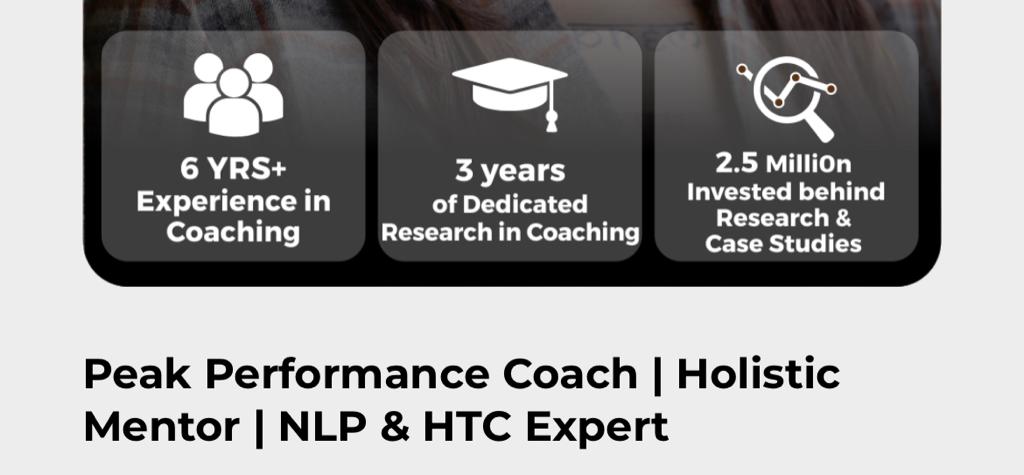 6 YRS+
Experience in
Coaching
3 years
of Dedicated
Research in Coaching
2.5 Milli0n
Invested behind
Research &
Case Studies
Peak Performance Coach | Holistic
Mentor | NLP & HTC Expert